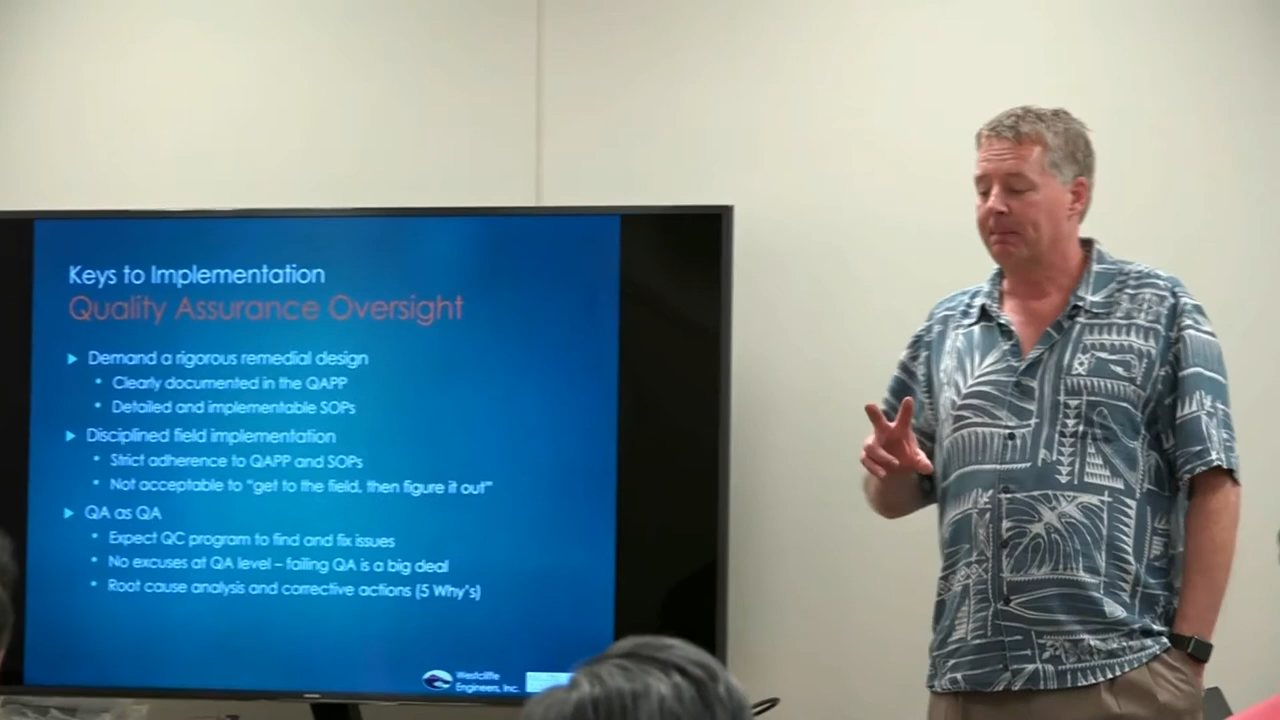 Keys to Implementation
Quality Assurance Oversight
Demand a rigorous remedial design
Clearly documented in the QAPP
Detailed and implementable SOPs
Disciplined field implementation
Strict adherence to QAPP and SOPs
Not acceptable to “get to the field, then figure it out”
QA as QA
Expect QC program to find and fix issues
No excuses at QA level – failing QA is a big deal
Root cause analysis and corrective actions (5 Why's)
Westcliffe
Engineers, Inc.